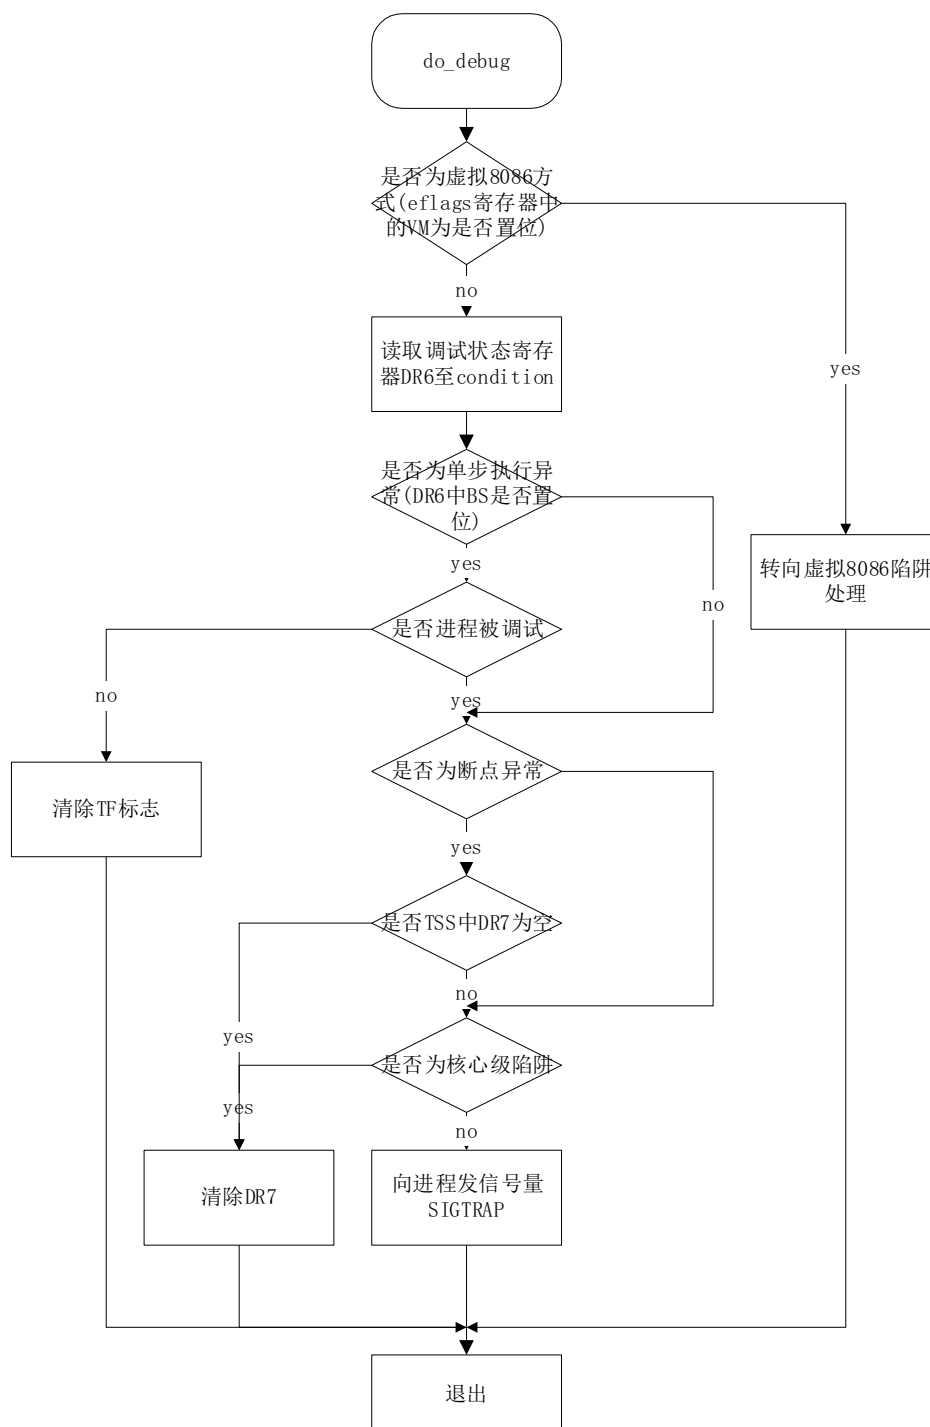 do_debug
是否为虚拟8086方
式(eflags寄存器中
的VM为是否置位)
no
读取调试状态寄存
器DR6至condition
yes
是否为单步执行异
常(DR6中BS是否置
位)
yes
转向虚拟8086陷阱
处理
no
是否进程被调试
no
yes
是否为断点异常
清除TF标志
yes
是否TSS中DR7为空
no
yes
是否为核心级陷阱
yes
no
清除DR7
向进程发信号量
SIGTRAP
退出